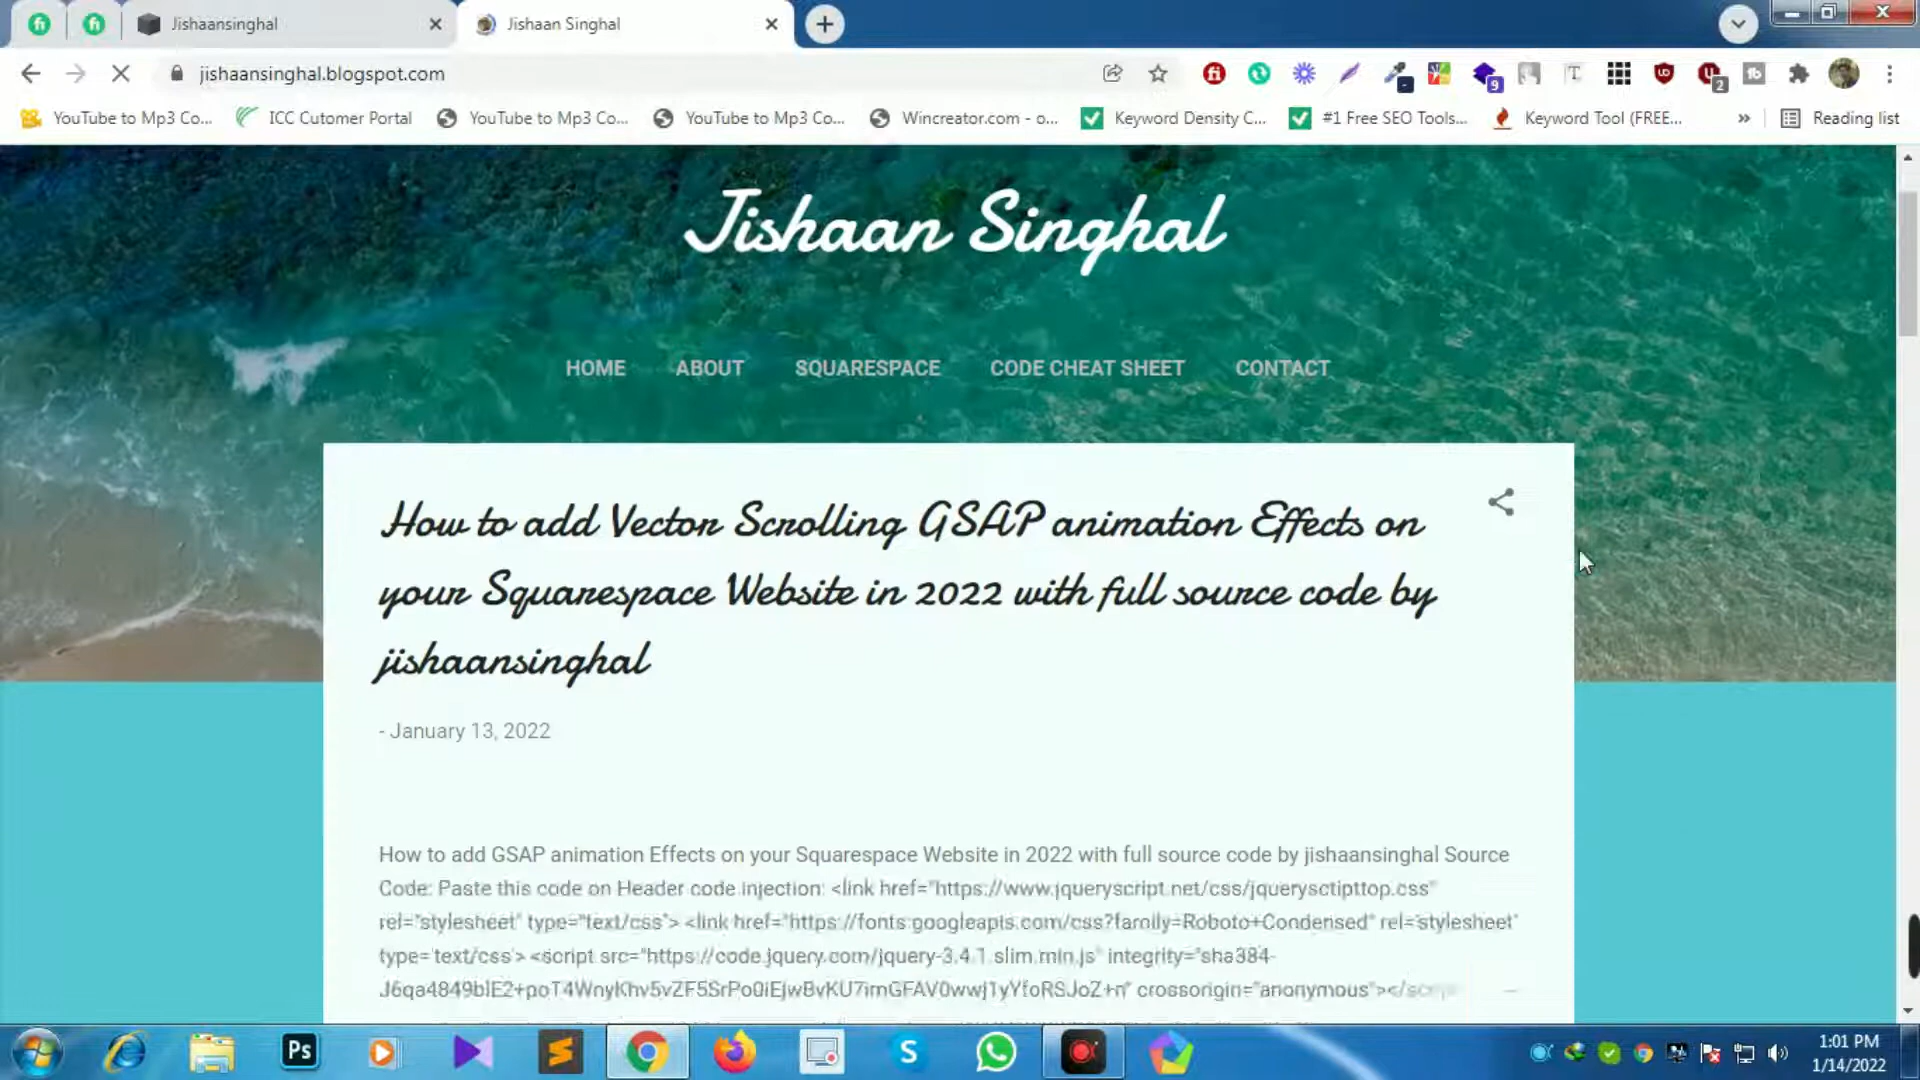 Jishaansinghal
Jishaan Singhal
jishaansinghal.blogspot.com
9
2
YouTube to Mp3 Co...
ICC Cutomer Portal
YouTube to Mp3 Co...
YouTube to Mp3 Co...
Wincreator.com - o...
Keyword Density C...
#1 Free SEO Tools...
Keyword Tool (FREE...
»
Reading list
Jishaan Singhal
HOME
ABOUT
SQUARESPACE
CODE CHEAT SHEET
CONTACT
How to add Vector Scrolling GSAP animation Effects on
your Squarespace Website in 2022 with full source code by
jishaansinghal
- January 13, 2022
How to add GSAP animation Effects on your Squarespace Website in 2022 with full source code by jishaansinghal Source
Code: Paste this code on Header code injection: <link href="https://www.jqueryscript.net/css/jquerysctipttop.css"
rel="stylesheet" type="text/css"> <link href="https://fonts.googleapis.com/css?family=Roboto+Condensed" rel='stylesheet'
type='text/css'> <script src="https://code.jquery.com/jquery-3.4.1.slim.min.js" integrity="sha384-
J6qa4849blE2+poT4WnyKhv5vZF5SrPo0iEjwBvKU7imGFAV0wwj1yYfoRSJoZ+n" crossorigin="anonymous"></script
Ps
S
1:01 PM
1/14/2022